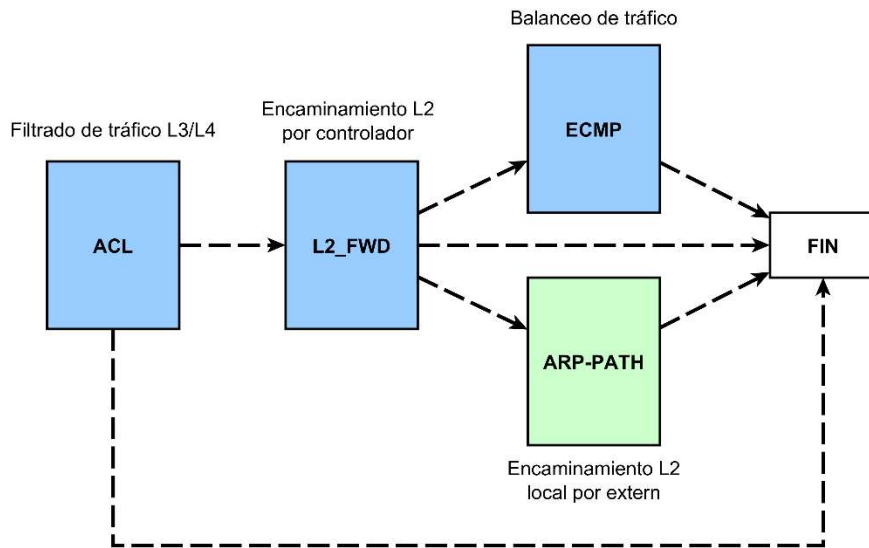 Balanceo de tráfico
Encaminamiento L2
por controlador
Filtrado de tráfico L3/L4
ECMP
ACL
L2_FWD
FIN
ARP-PATH
Encaminamiento L2
local por extern